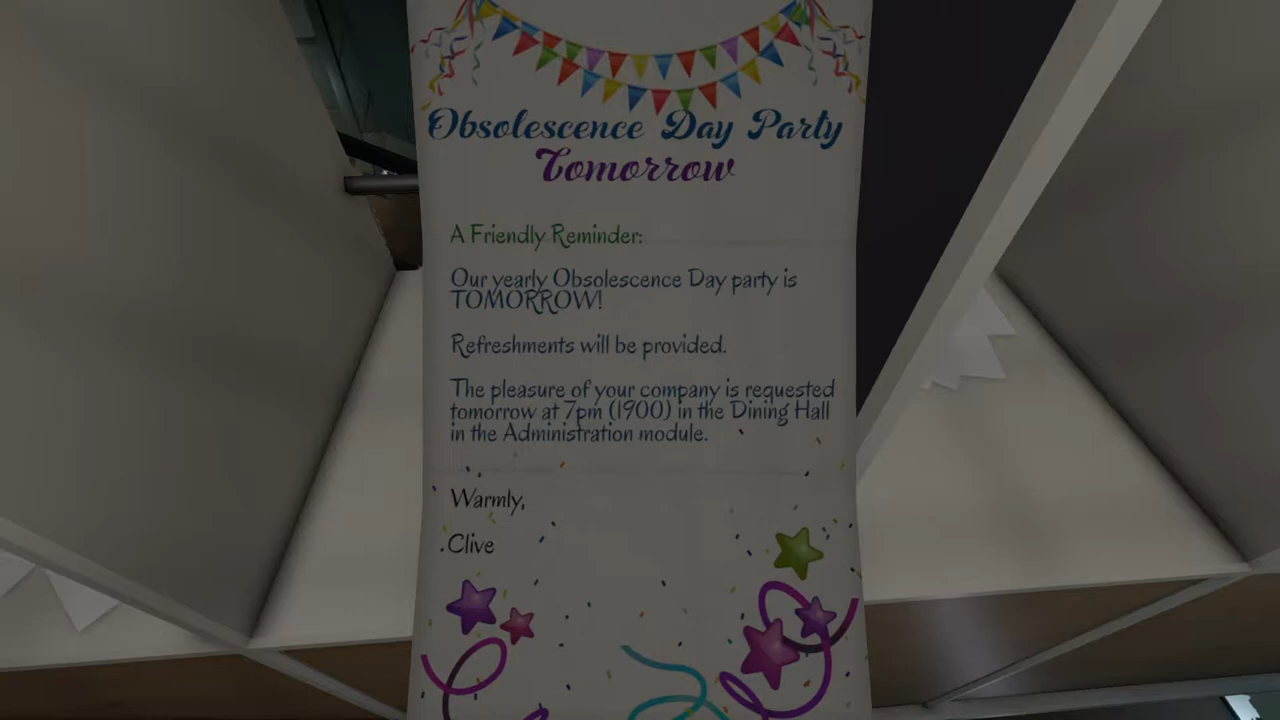 Obsolescence Day Party
Tomorrow
A Friendly Reminder:
Our yearly Obsolescence Day party is
TOMORROW!
Refreshments will be provided.
The pleasure of your company is requested
tomorrow at 7pm (1900) in the Dining Hall
in the Administration module.
Warmly,
.Clive